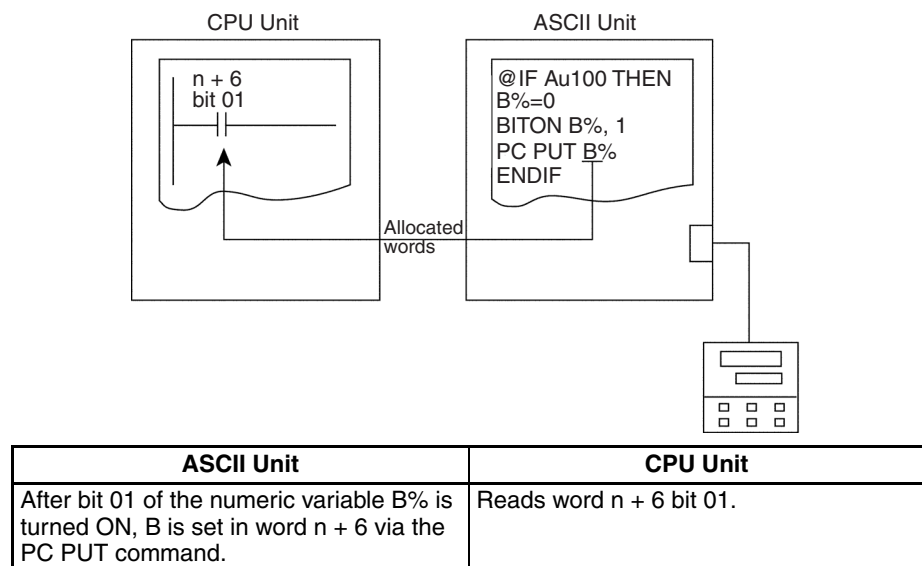 CPU Unit
ASCII Unit
n + 6
bit 01
@IF Au100 THEN
B%=0
BITON B%, 1
PC PUT B%
ENDIF
Allocated
words
ASCII Unit
CPU Unit
After bit 01 of the numeric variable B% is
turned ON, B is set in word n + 6 via the
PC PUT command.
Reads word n + 6 bit 01.